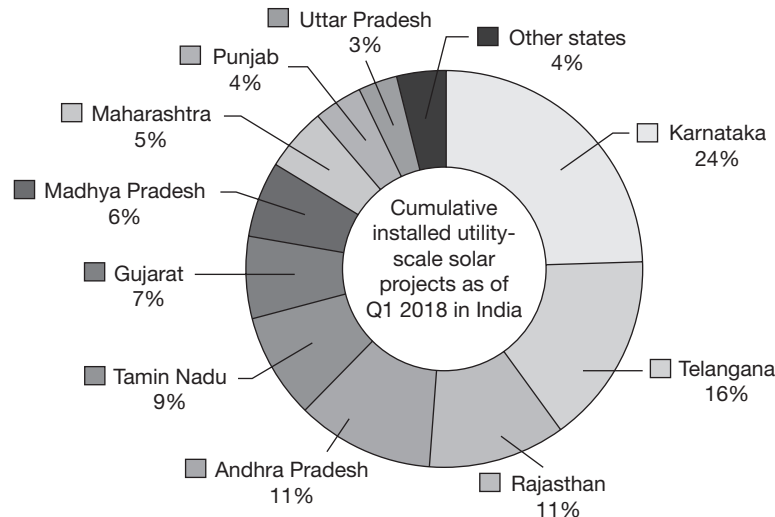 Uttar Pradesh
3%
Other states
4%
Punjab
4%
Maharashtra
5%
Karnataka
24%
Madhya Pradesh
6%
Cumulative
installed utility-
scale solar
projects as of
Q1 2018 in India
Gujarat
7%
Telangana
16%
Tamin Nadu
9%
Andhra Pradesh
11%
Rajasthan
11%